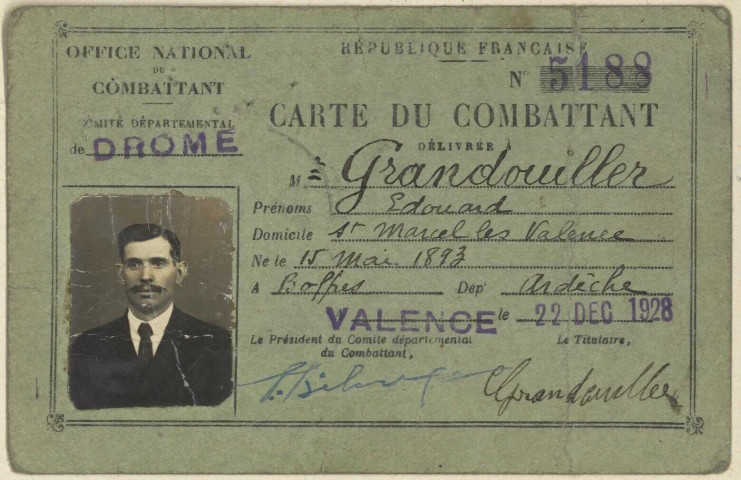 OFFICE NATIONAL
DU
COMBATTANT
COMITÉ DÉPARTEMENTAL
de DROME
RÉPUBLIQUE FRANÇAISE
N° 5188
CARTE DU COMBATTANT
DÉLIVRÉE À
Mr Grandouiller
Prénoms Edouard
Domicile St Marcel les Valence
Né le 15 Mai 1893
A Boffres Dép Ardèche
VALENCE le 22 DEC 1928
Le Président du Comité départemental
du Combattant,
Le Titulaire,
Grandouiller